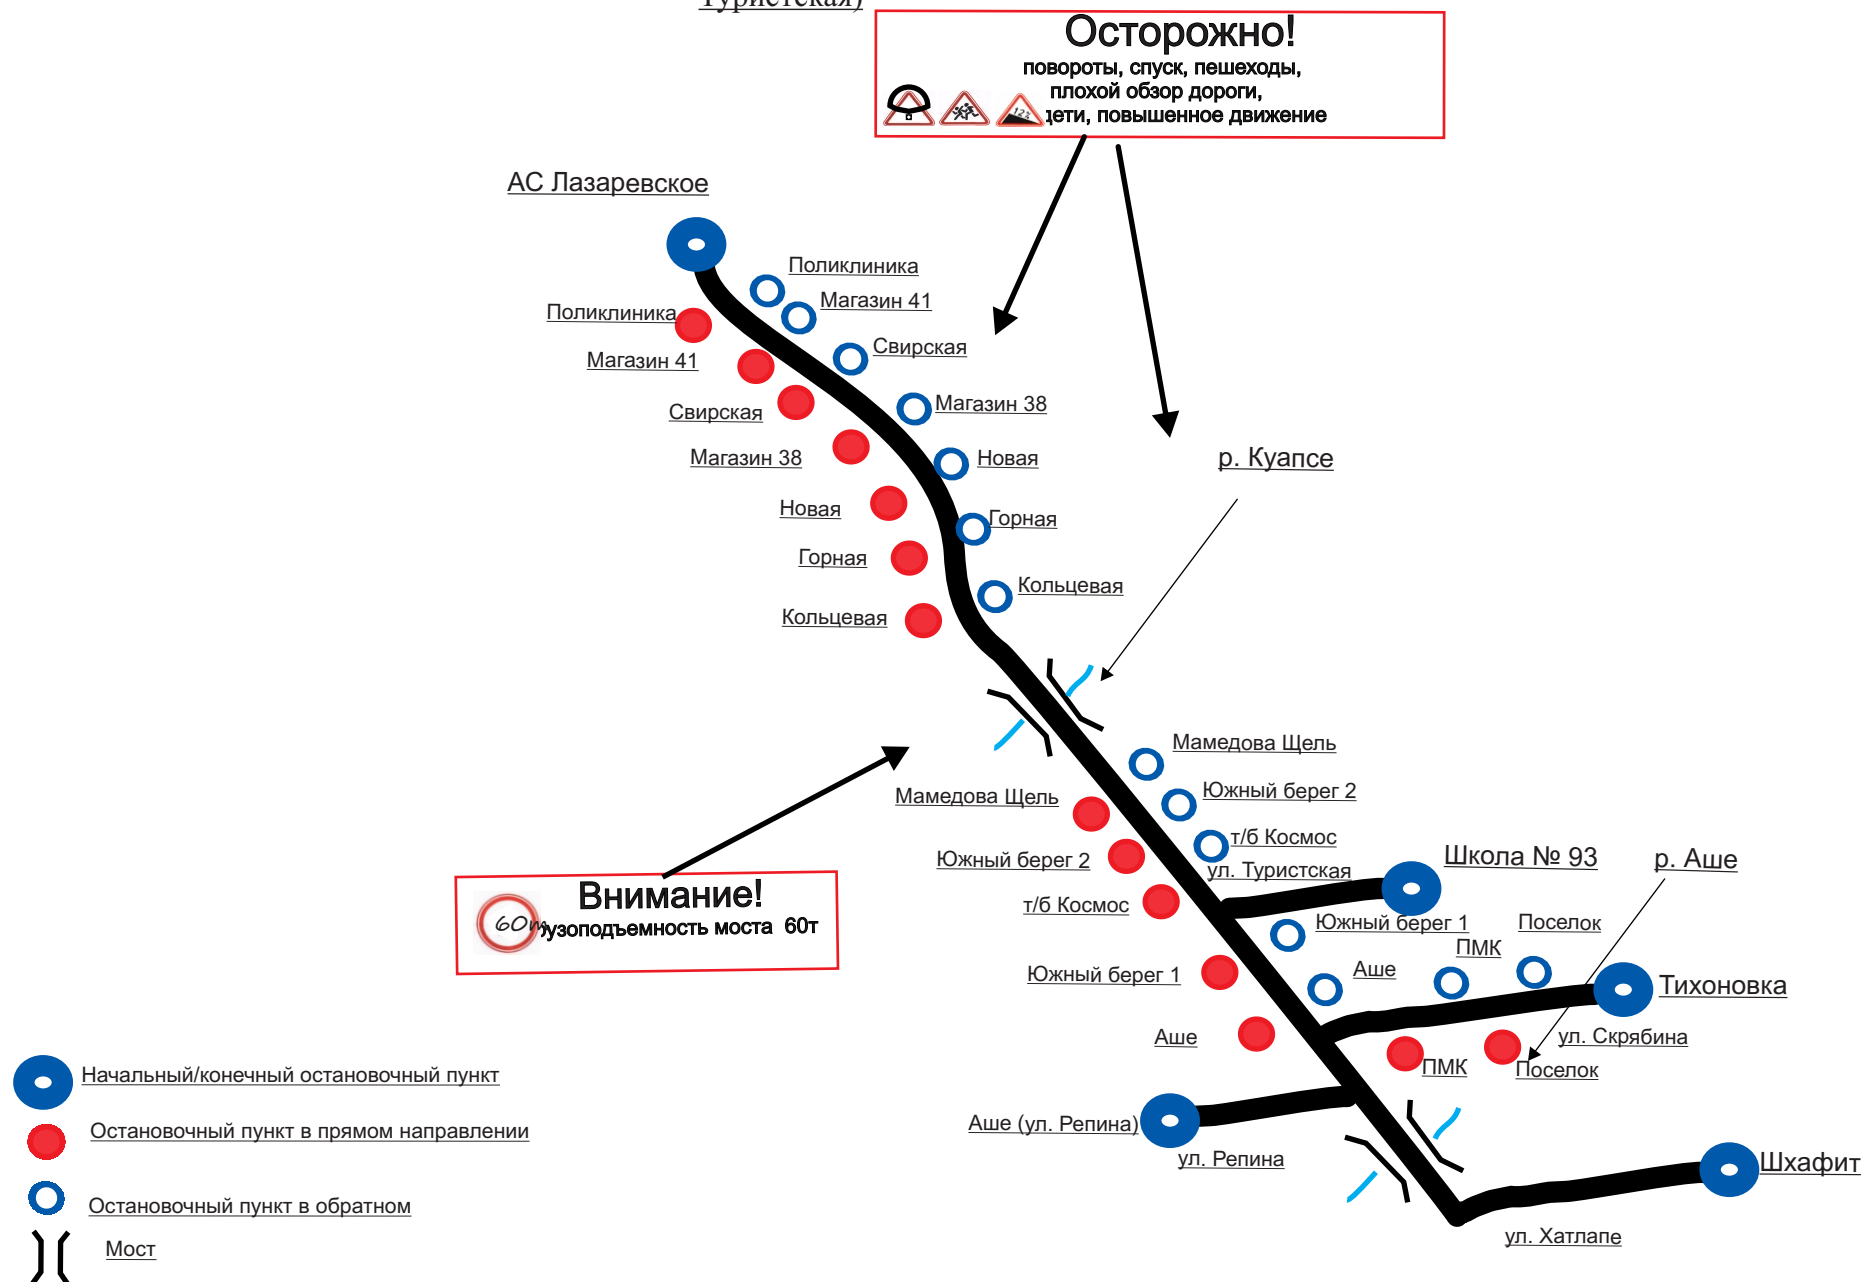 Туристская)
Осторожно!
повороты, спуск, пешеходы,
плохой обзор дороги,
дети, повышенное движение
12%
АС Лазаревское
Поликлиника
Магазин 41
Поликлиника
Свирская
Магазин 41
Магазин 38
Свирская
Магазин 38
Новая
р. Куапсе
Новая
Горная
Горная
Кольцевая
Кольцевая
Мамедова Щель
Южный берег 2
Мамедова Щель
т/б Космос
Южный берег 2
ул. Туристская
Школа № 93
р. Аше
т/б Космос
Внимание!
узоподъемность моста 60т
60т
Южный берег 1
Поселок
ПМК
Аше
Южный берег 1
Тихоновка
Аше
ул. Скрябина
ПМК
Поселок
Начальный/конечный остановочный пункт
Остановочный пункт в прямом направлении
Аше (ул. Репина)
ул. Репина
Шхафит
Остановочный пункт в обратном
ул. Хатлапе
Мост